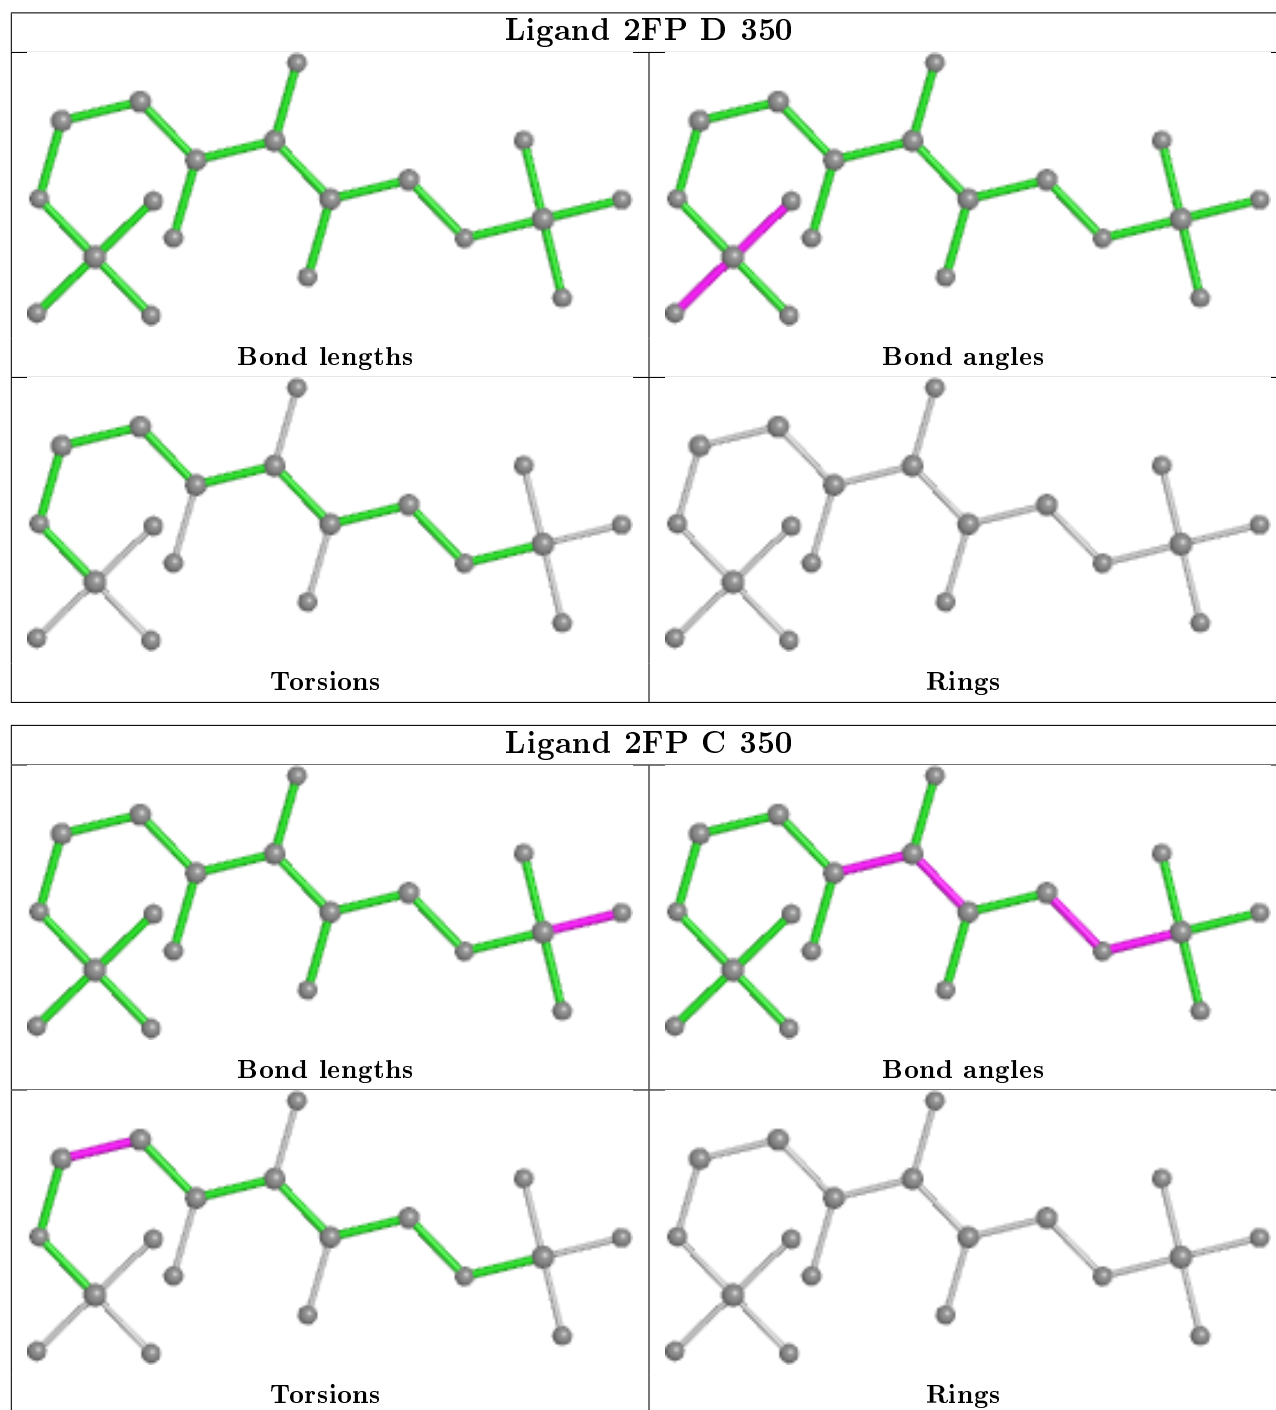 Ligand 2FP D 350
Bond lengths
Bond angles
Torsions
Rings
Ligand 2FP C 350
Bond lengths
Bond angles
Torsions
Rings